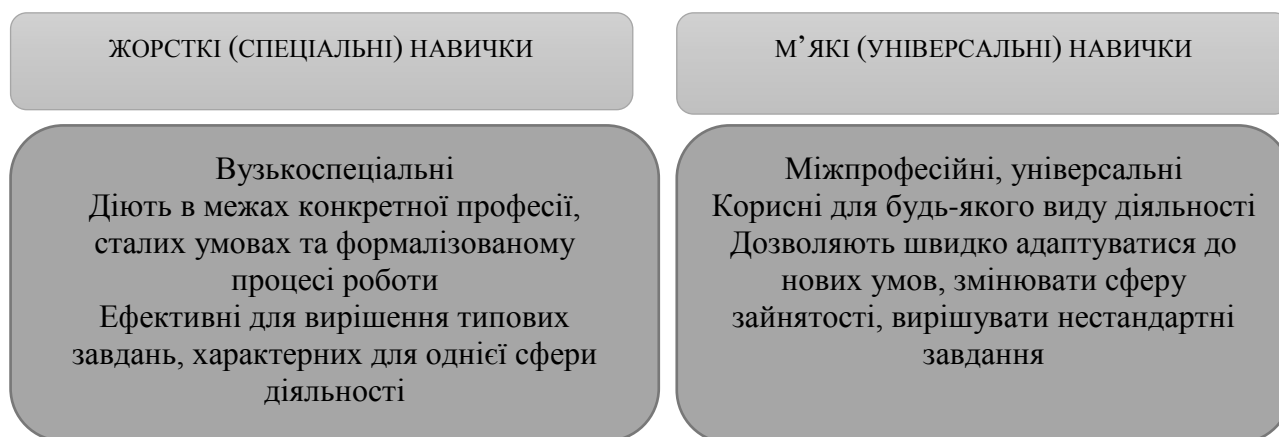 ЖОРСТКІ (СПЕЦІАЛЬНІ) НАВИЧКИ
Вузькоспеціальні
Діють в межах конкретної професії,
сталих умовах та формалізованому
процесі роботи
Ефективні для вирішення типових
завдань, характерних для однієї сфери
діяльності
М’ЯКІ (УНІВЕРСАЛЬНІ) НАВИЧКИ
Міжпрофесійні, універсальні
Корисні для будь-якого виду діяльності
Дозволяють швидко адаптуватися до
нових умов, змінювати сферу
зайнятості, вирішувати нестандартні
завдання